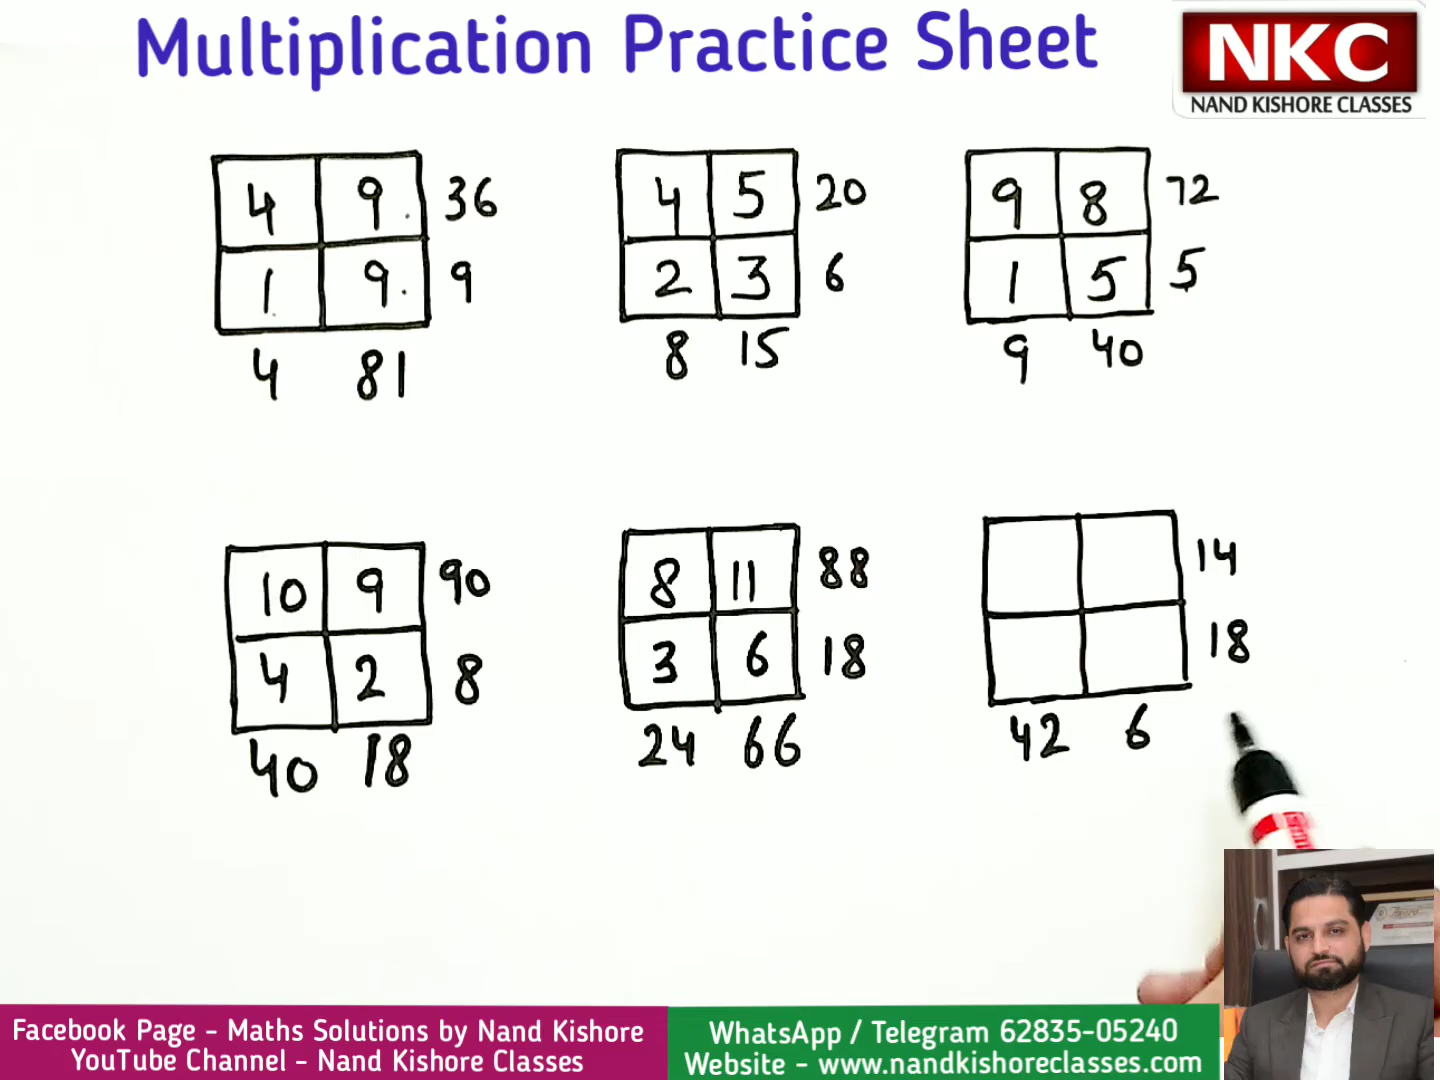 Multiplication Practice Sheet
NKC
NAND KISHORE CLASSES
4 9 36
1 9 9
4 81
4 5 20
2 3 6
8 15
9 8 72
1 5 5
9 40
10 9 90
4 2 8
40 18
8 11 88
3 6 18
24 66
14
18
42 6
Facebook Page - Maths Solutions by Nand Kishore
YouTube Channel - Nand Kishore Classes
WhatsApp / Telegram 62835-05240
Website - www.nandkishoreclasses.com